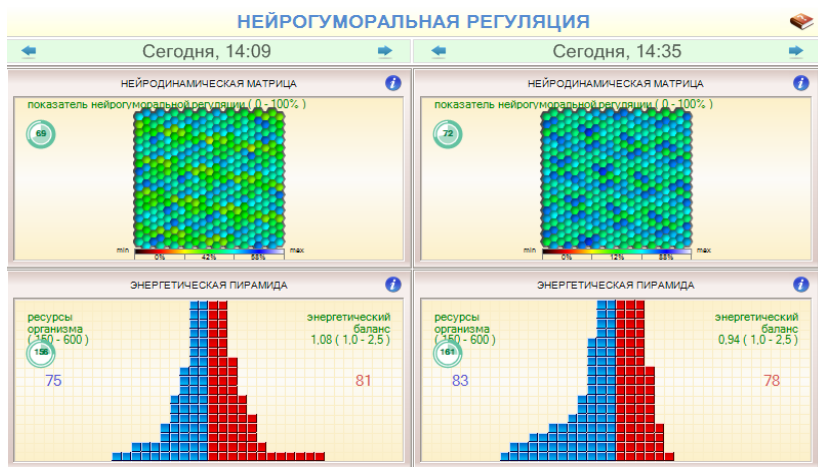 НЕЙРОГУМОРАЛЬНАЯ РЕГУЛЯЦИЯ
Сегодня, 14:09
Сегодня, 14:35
НЕЙРОДИНАМИЧЕСКАЯ МАТРИЦА
показатель нейрогуморальной регуляции ( 0 - 100% )
69
min
max
0%
42%
58%
НЕЙРОДИНАМИЧЕСКАЯ МАТРИЦА
показатель нейрогуморальной регуляции ( 0 - 100% )
72
min
max
0%
12%
88%
ЭНЕРГЕТИЧЕСКАЯ ПИРАМИДА
ресурсы
организма
( 150 - 600 )
156
75
энергетический
баланс
1,08 ( 1,0 - 2,5 )
81
ЭНЕРГЕТИЧЕСКАЯ ПИРАМИДА
ресурсы
организма
( 150 - 600 )
161
83
энергетический
баланс
0,94 ( 1,0 - 2,5 )
78